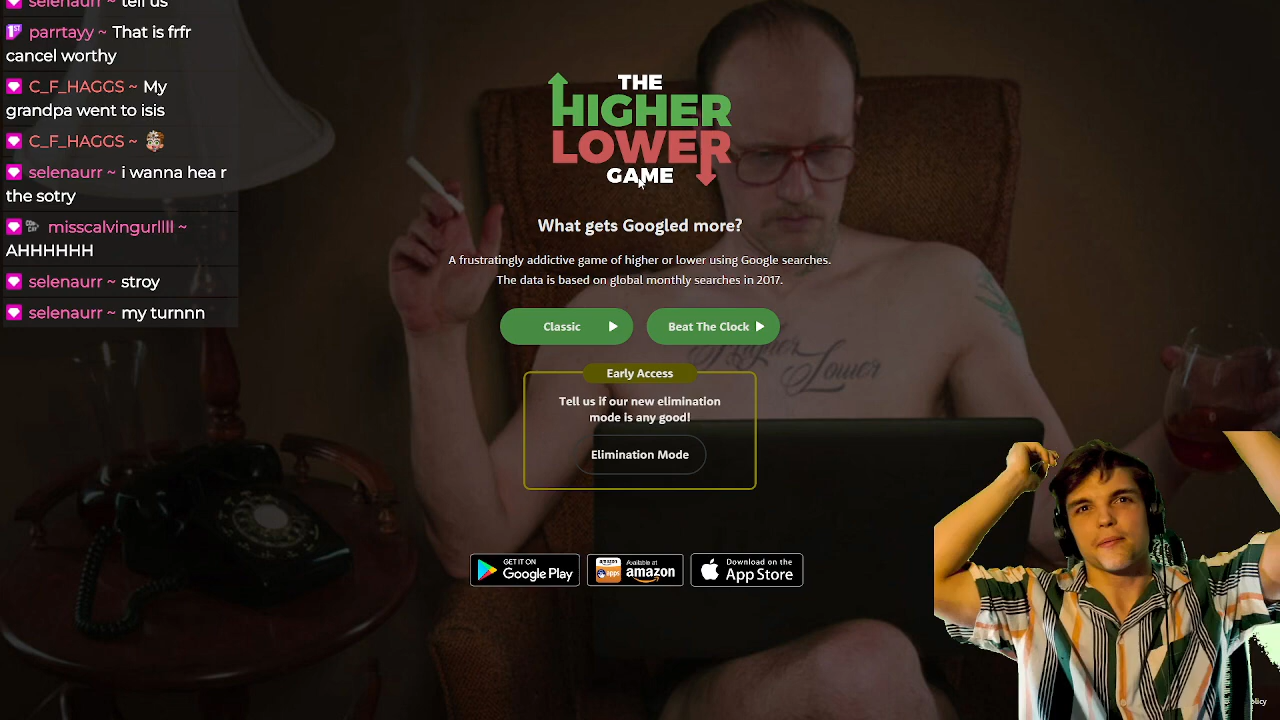 selenaurr ~ tell us
1ST parrtayy ~ That is frfr
cancel worthy
C_F_HAGGS ~ My
grandpa went to isis
C_F_HAGGS ~
selenaurr ~ i wanna hea r
the sotry
misscalvingurllll ~
AHHHHHH
selenaurr ~ stroy
selenaurr ~ my turnnn
THE
HIGHER
LOWER
GAME
What gets Googled more?
A frustratingly addictive game of higher or lower using Google searches.
The data is based on global monthly searches in 2017.
Classic
Beat The Clock
Higher
Lower
Early Access
Tell us if our new elimination
mode is any good!
Elimination Mode
GET IT ON
Google Play
Available at
amazon
apps
Download on the
App Store